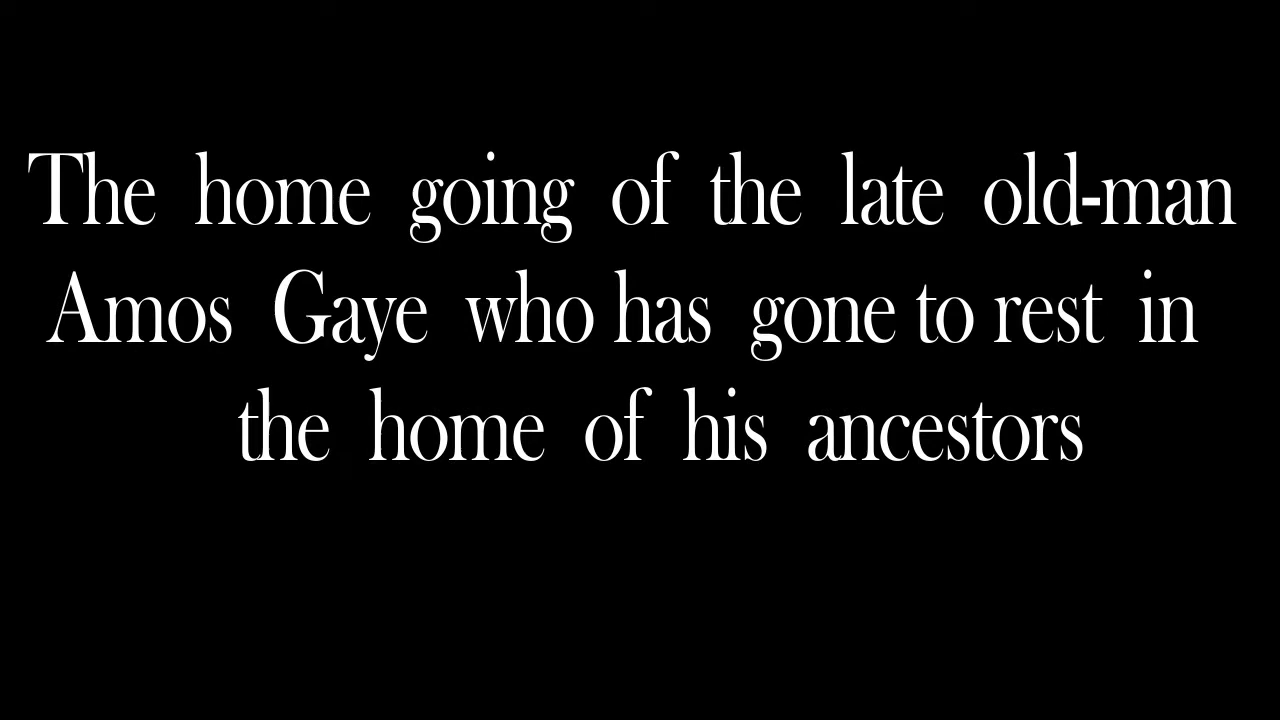 The home going of the late old-man
Amos Gaye who has gone to rest in
the home of his ancestors